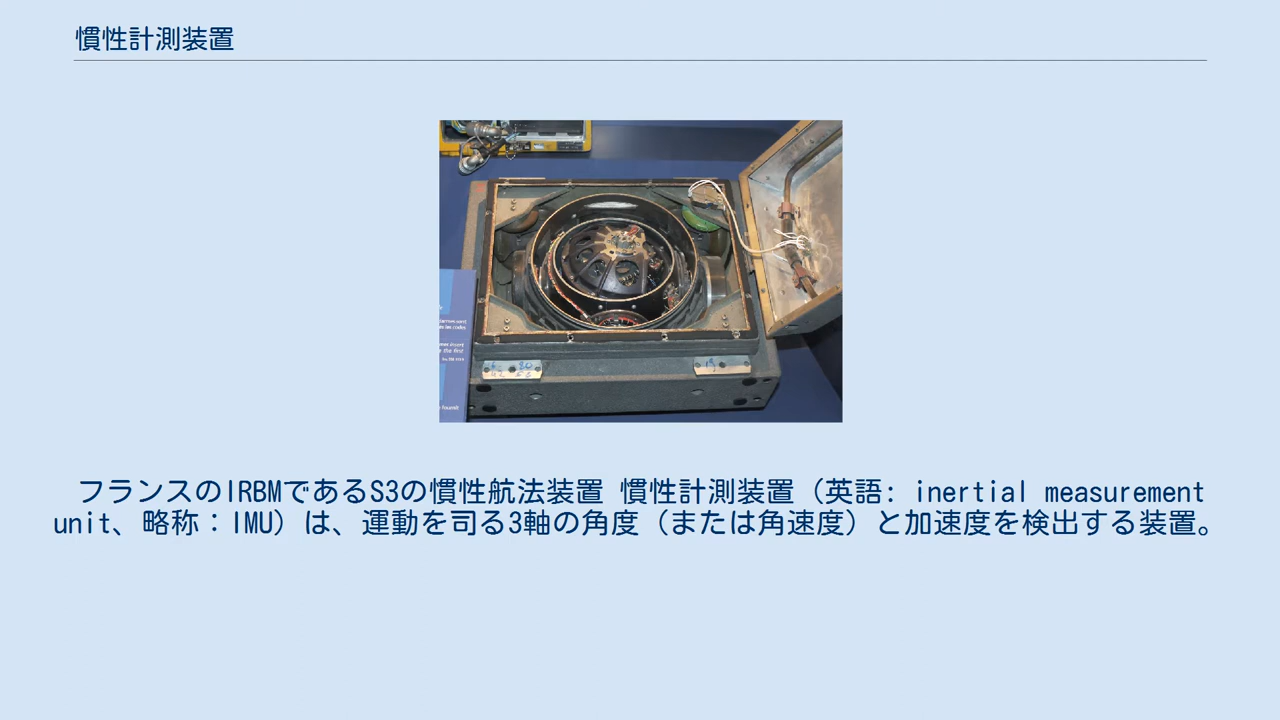 慣性計測装置
フランスのIRBMであるS3の慣性航法装置 慣性計測装置（英語: inertial measurement
unit、略称：IMU）は、運動を司る3軸の角度（または角速度）と加速度を検出する装置。